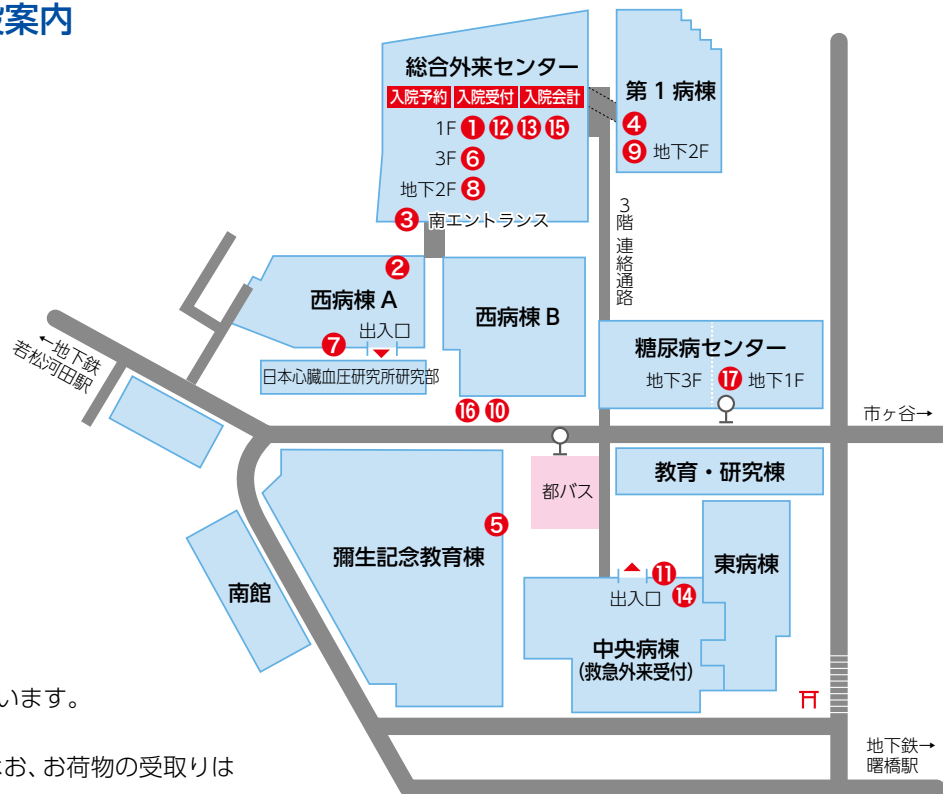 案内
総合外来センター
入院予約 入院受付 入院会計
1F ❶ ⓬ ⓭ ⓯
3F ❻
地下2F ❽
❸ 南エントランス
第1病棟
❹
❾ 地下2F
3階 連絡通路
❷
西病棟 A
出入口
❼
日本心臓血圧研究所研究部
西病棟 B
⓰ ❿
糖尿病センター
地下3F ⓱ 地下1F
←地下鉄
若松河田駅
市ヶ谷→
都バス
教育・研究棟
❺
彌生記念教育棟
南館
東病棟
⓫
出入口 ⓮
中央病棟
(救急外来受付)
います。
お、お荷物の受取りは
地下鉄→
曙橋駅